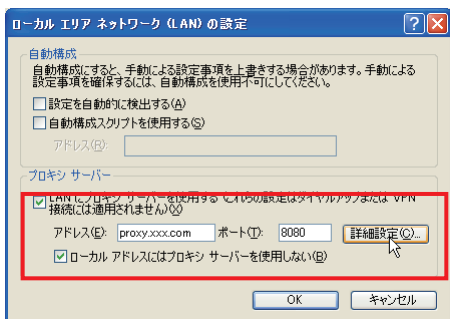 ローカル エリア ネットワーク (LAN) の設定
自動構成
自動構成にすると、手動による設定事項を上書きする場合があります。手動による
設定事項を確保するには、自動構成を使用不可にしてください。
設定を自動的に検出する(A)
自動構成スクリプトを使用する(S)
アドレス(R):
プロキシ サーバー
LAN にプロキシ サーバーを使用する (これらの設定はダイヤルアップまたは VPN
接続には適用されません)(X)
アドレス(E): proxy.xxx.com ポート(T): 8080 詳細設定(C)...
ローカル アドレスにはプロキシ サーバーを使用しない(B)
OK キャンセル